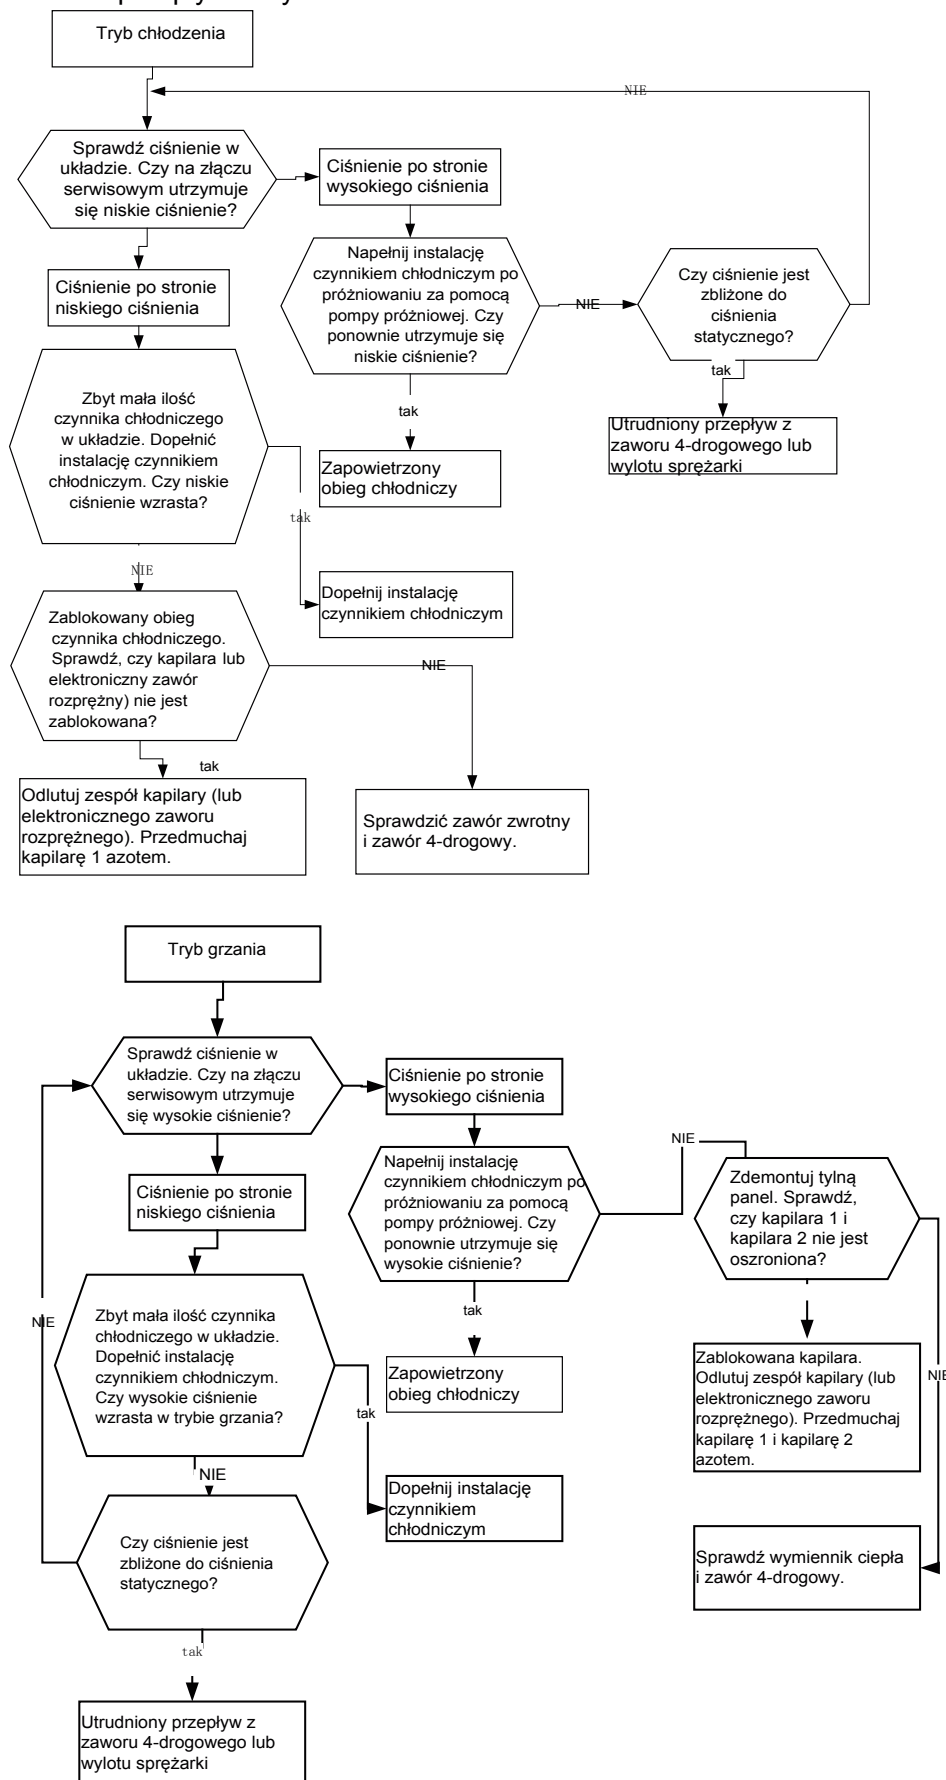 Tryb chłodzenia
NIE
Sprawdź ciśnienie w
układzie. Czy na złączu
serwisowym utrzymuje
się niskie ciśnienie?
Ciśnienie po stronie
wysokiego ciśnienia
Napełnij instalację
czynnikiem chłodniczym po
próżniowaniu za pomocą
pompy próżniowej. Czy
ponownie utrzymuje się
niskie ciśnienie?
NIE
Czy ciśnienie jest
zbliżone do
ciśnienia
statycznego?
Ciśnienie po stronie
niskiego ciśnienia
tak
tak
Utrudniony przepływ z
zaworu 4-drogowego lub
wylotu sprężarki
Zbyt mała ilość
czynnika chłodniczego
w układzie. Dopełnić
instalację czynnikiem
chłodniczym. Czy niskie
ciśnienie wzrasta?
Zapowietrzony
obieg chłodniczy
tak
NIE
Dopełnij instalację
czynnikiem chłodniczym
Zablokowany obieg
czynnika chłodniczego.
Sprawdź, czy kapilara lub
elektroniczny zawór
rozprężny) nie jest
zablokowana?
NIE
tak
Odlutuj zespół kapilary (lub
elektronicznego zaworu
rozprężnego). Przedmuchaj
kapilarę 1 azotem.
Sprawdzić zawór zwrotny
i zawór 4-drogowy.
Tryb grzania
Sprawdź ciśnienie w
układzie. Czy na złączu
serwisowym utrzymuje
się wysokie ciśnienie?
Ciśnienie po stronie
wysokiego ciśnienia
NIE
Napełnij instalację
czynnikiem chłodniczym po
próżniowaniu za pomocą
pompy próżniowej. Czy
ponownie utrzymuje się
wysokie ciśnienie?
Zdemontuj tylną
panel. Sprawdź,
czy kapilara 1 i
kapilara 2 nie jest
oszroniona?
Ciśnienie po stronie
niskiego ciśnienia
NIE
Zbyt mała ilość czynnika
chłodniczego w układzie.
Dopełnić instalację
czynnikiem chłodniczym.
Czy wysokie ciśnienie
wzrasta w trybie grzania?
tak
Zapowietrzony
obieg chłodniczy
Zablokowana kapilara.
Odlutuj zespół kapilary (lub
elektronicznego zaworu
rozprężnego). Przedmuchaj
kapilarę 1 i kapilarę 2
azotem.
NIE
tak
NIE
Dopełnij instalację
czynnikiem
chłodniczym
Czy ciśnienie jest
zbliżone do ciśnienia
statycznego?
Sprawdź wymiennik ciepła
i zawór 4-drogowy.
tak
Utrudniony przepływ z
zaworu 4-drogowego lub
wylotu sprężarki